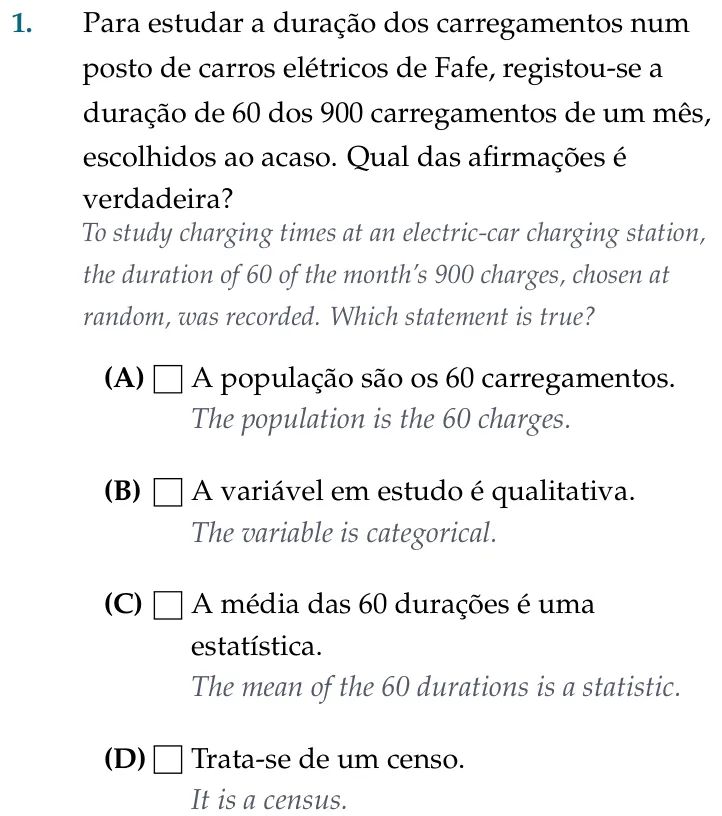 1. Para estudar a duração dos carregamentos num
posto de carros elétricos de Fafe, registou-se a
duração de 60 dos 900 carregamentos de um mês,
escolhidos ao acaso. Qual das afirmações é
verdadeira?
To study charging times at an electric-car charging station,
the duration of 60 of the month's 900 charges, chosen at
random, was recorded. Which statement is true?
(A) A população são os 60 carregamentos.
The population is the 60 charges.
(B) A variável em estudo é qualitativa.
The variable is categorical.
(C) A média das 60 durações é uma
estatística.
The mean of the 60 durations is a statistic.
(D) Trata-se de um censo.
It is a census.